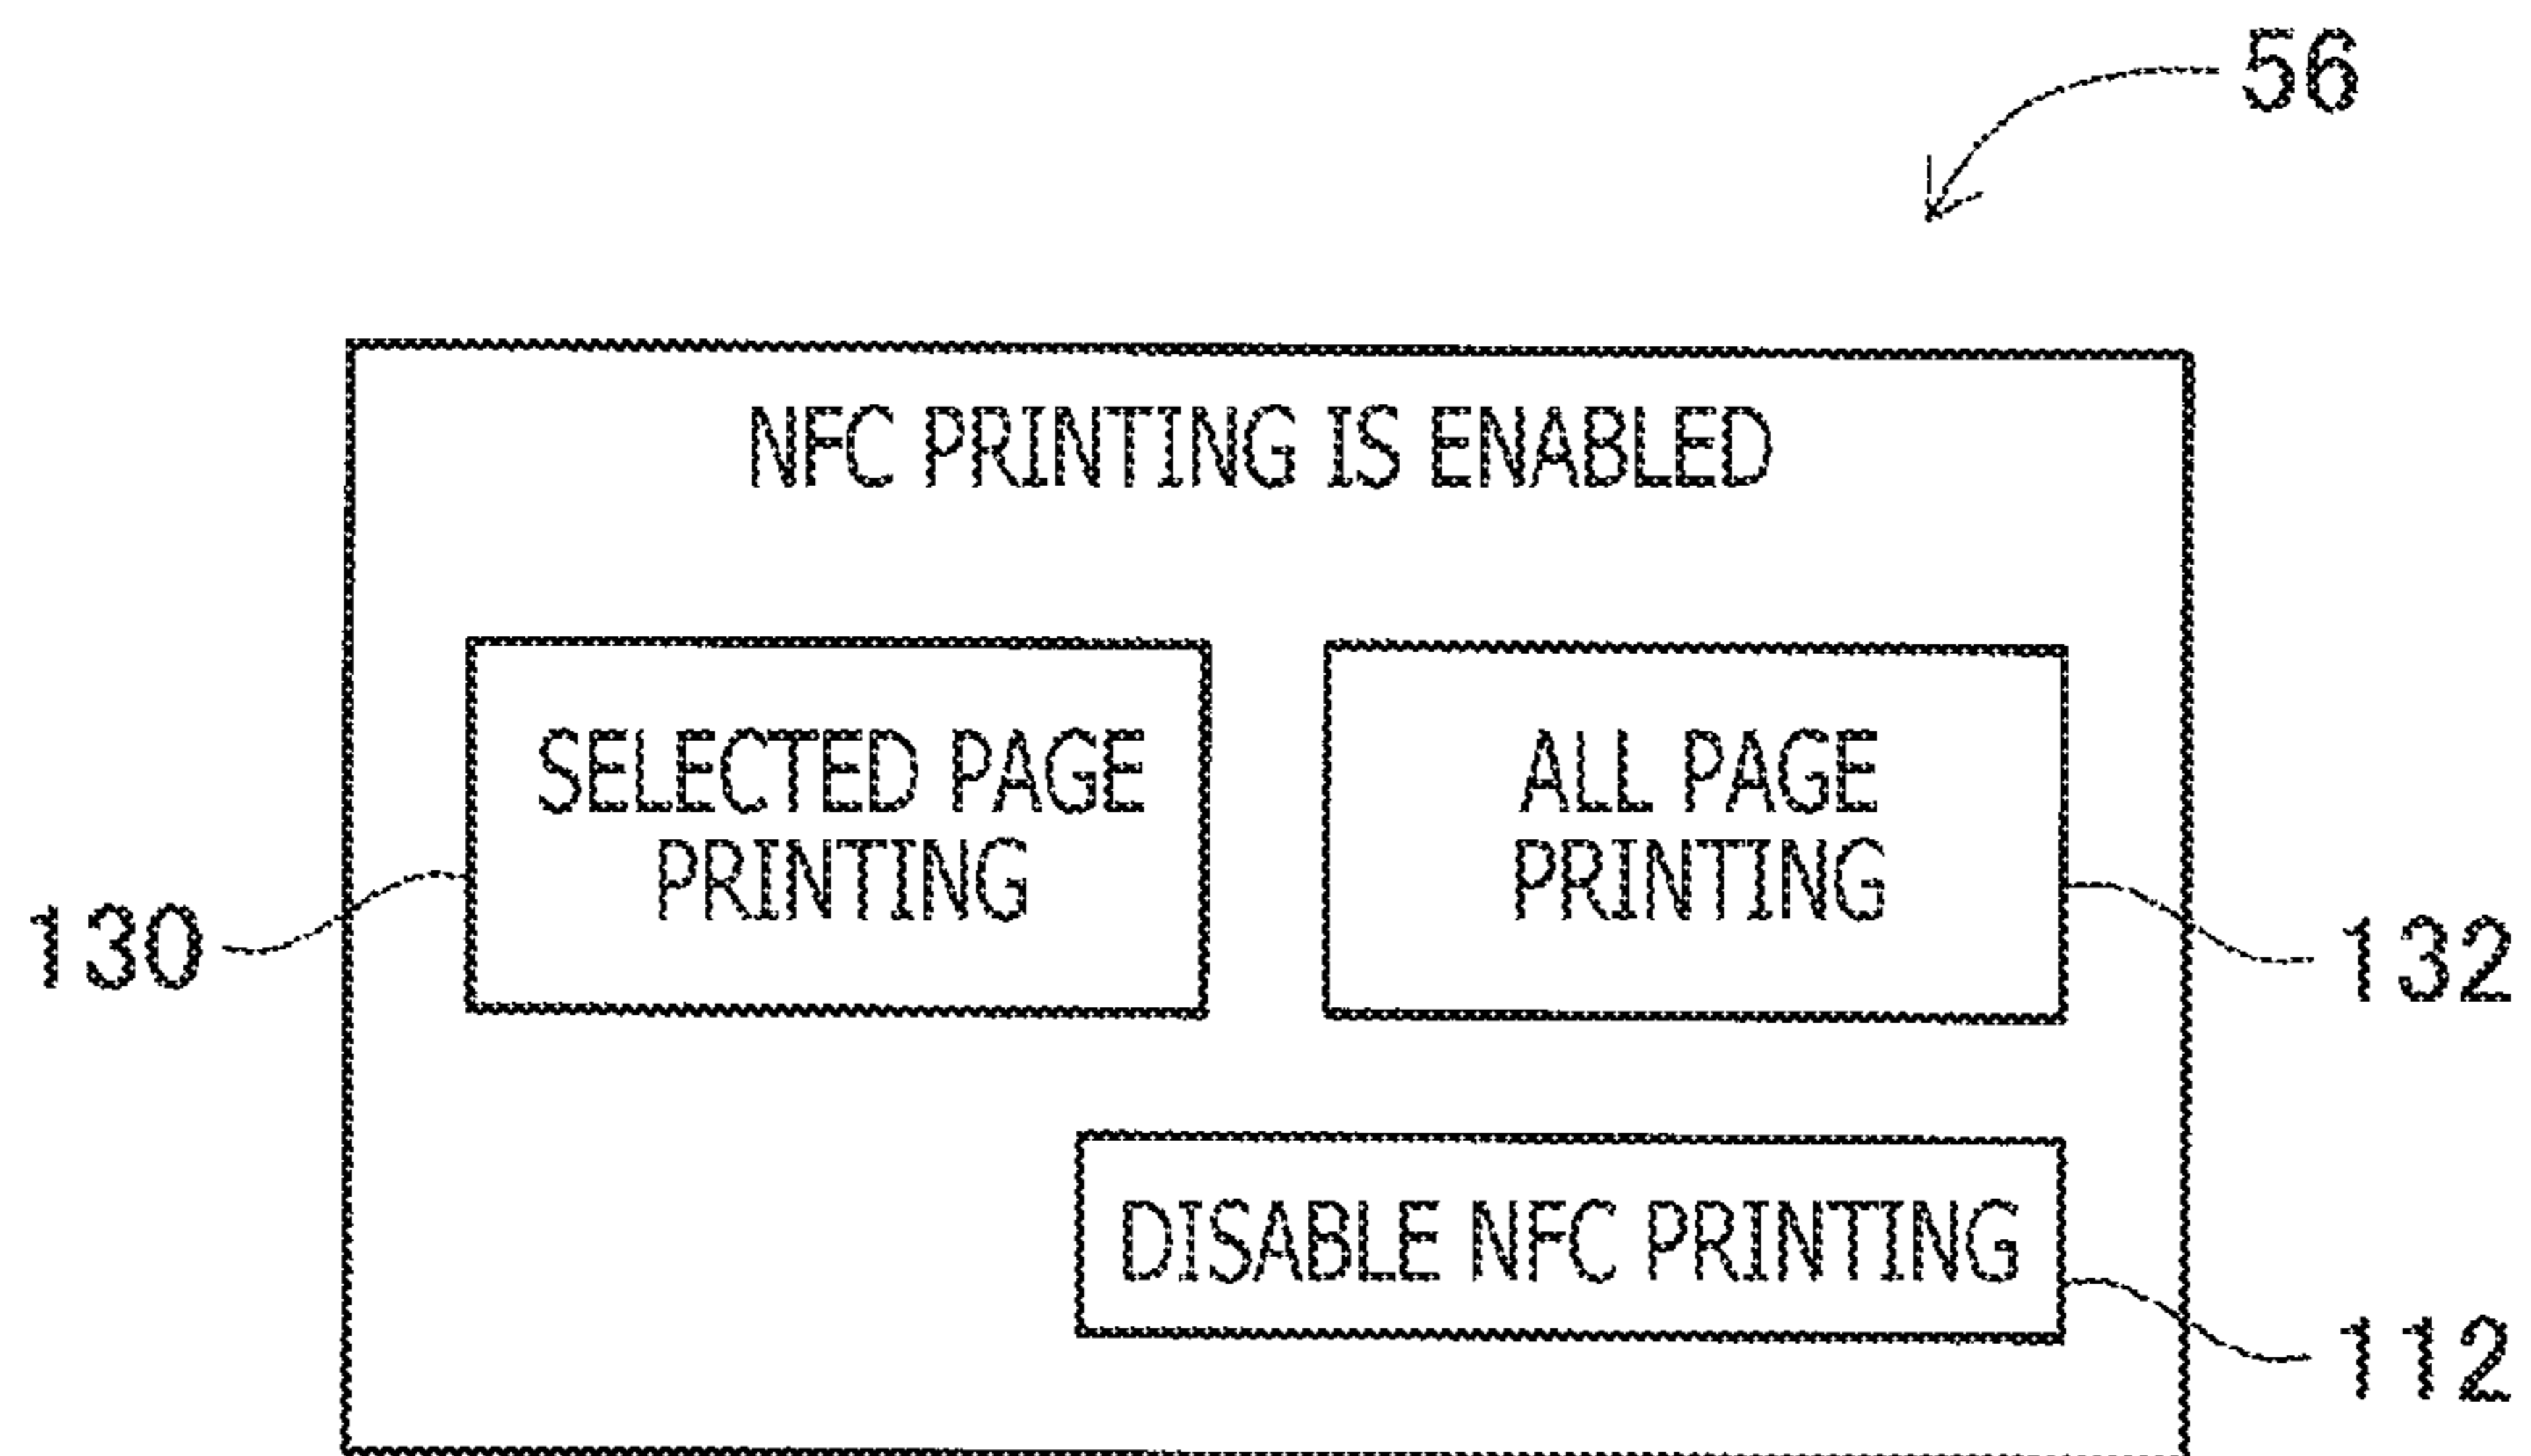 56
NFC PRINTING IS ENABLED
SELECTED PAGE
PRINTING
ALL PAGE
PRINTING
130
132
DISABLE NFC PRINTING
112